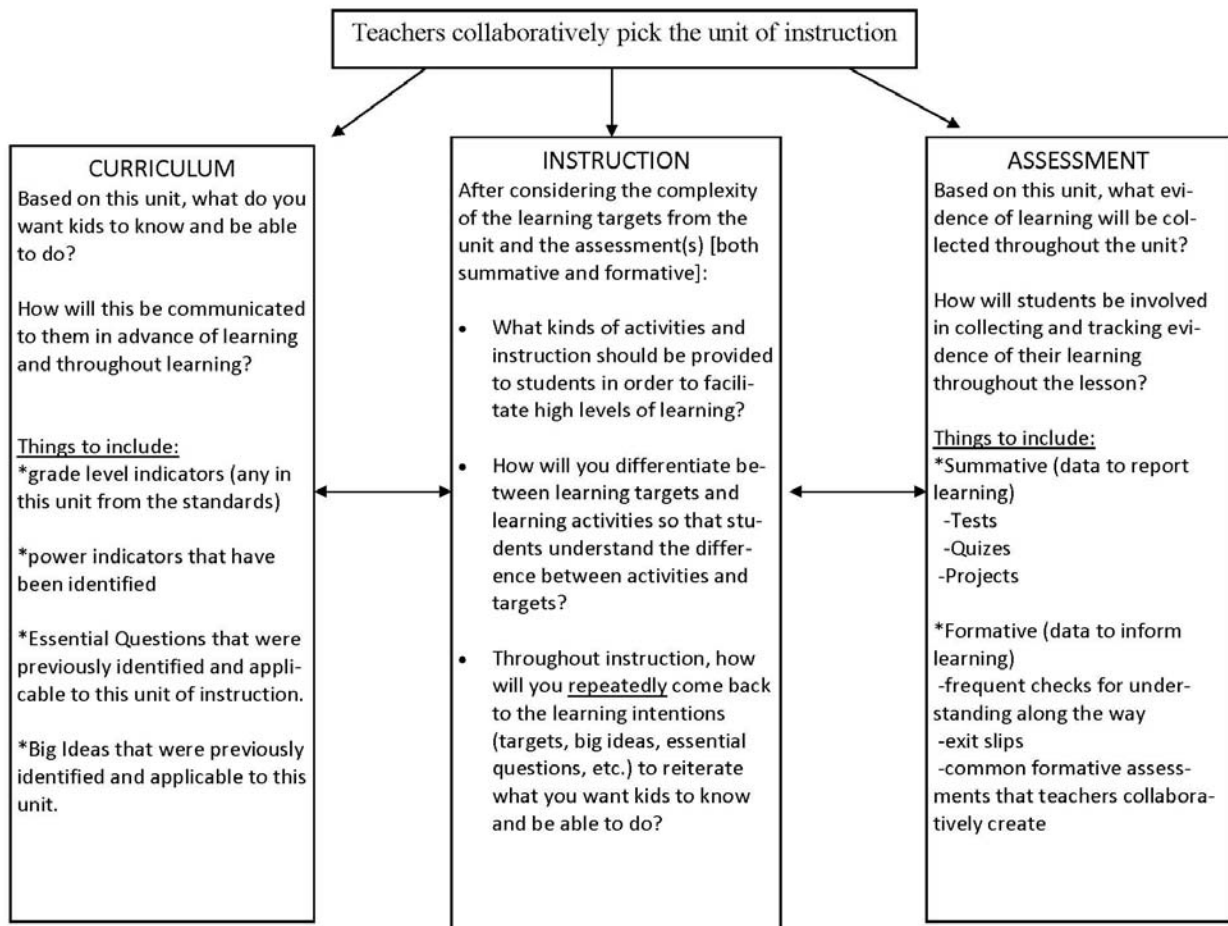 Teachers collaboratively pick the unit of instruction
CURRICULUM
Based on this unit, what do you
want kids to know and be able
to do?
How will this be communicated
to them in advance of learning
and throughout learning?
Things to include:
*grade level indicators (any in
this unit from the standards)
*power indicators that have
been identified
*Essential Questions that were
previously identified and appli-
cable to this unit of instruction.
*Big Ideas that were previously
identified and applicable to this
unit.
INSTRUCTION
After considering the complexity
of the learning targets from the
unit and the assessment(s) [both
summative and formative]:
• What kinds of activities and
instruction should be provided
to students in order to facili-
tate high levels of learning?
• How will you differentiate be-
tween learning targets and
learning activities so that stu-
dents understand the differ-
ence between activities and
targets?
• Throughout instruction, how
will you repeatedly come back
to the learning intentions
(targets, big ideas, essential
questions, etc.) to reiterate
what you want kids to know
and be able to do?
ASSESSMENT
Based on this unit, what evi-
dence of learning will be col-
lected throughout the unit?
How will students be involved
in collecting and tracking evi-
dence of their learning
throughout the lesson?
Things to include:
*Summative (data to report
learning)
-Tests
-Quizes
-Projects
*Formative (data to inform
learning)
-frequent checks for under-
standing along the way
-exit slips
-common formative assess-
ments that teachers collabora-
tively create